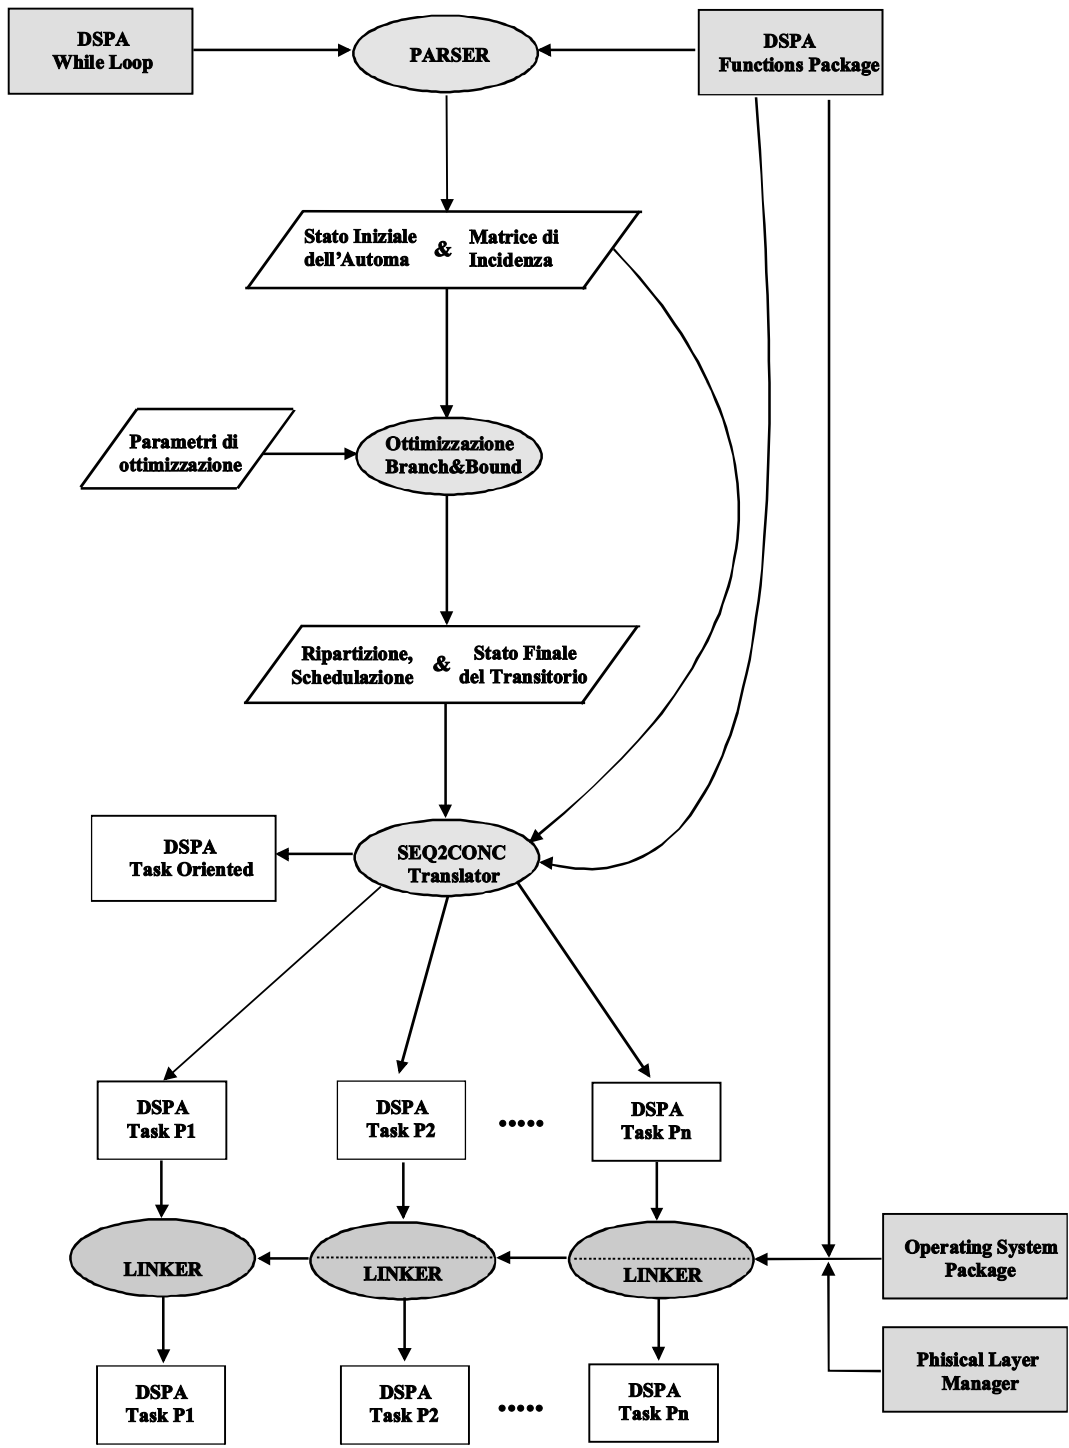 DSPA
While Loop
PARSER
DSPA
Functions Package
Stato Iniziale
dell'Automa
&
Matrice di
Incidenza
Parametri di
ottimizzazione
Ottimizzazione
Branch&Bound
Ripartizione,
Schedulazione
&
Stato Finale
del Transitorio
DSPA
Task Oriented
SEQ2CONC
Translator
DSPA
Task P1
DSPA
Task P2
.....
DSPA
Task Pn
LINKER
LINKER
LINKER
Operating System
Package
Phisical Layer
Manager
DSPA
Task P1
DSPA
Task P2
.....
DSPA
Task Pn